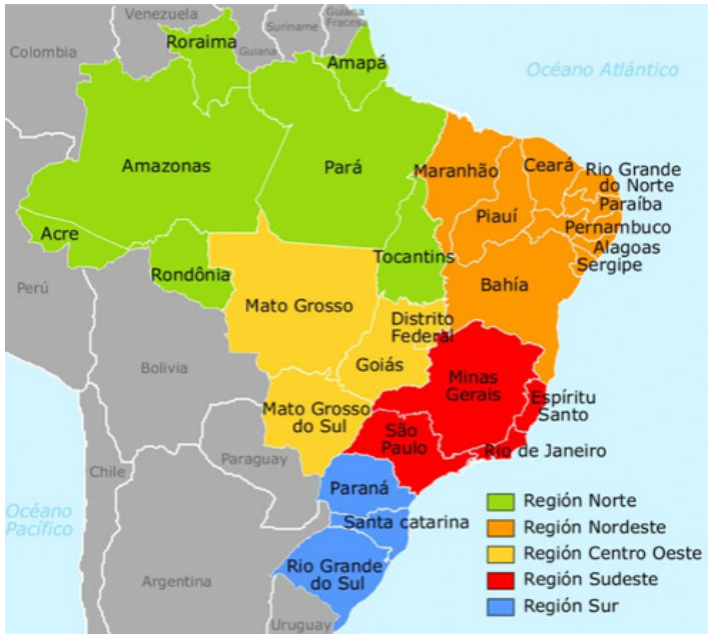 Venezuela
Suriname
Guiana
Francesa
Colombia
Roraima
Guiana
Amapá
Océano Atlántico
Amazonas
Pará
Maranhão
Ceará
Rio Grande
do Norte
Paraíba
Piauí
Pernambuco
Acre
Alagoas
Tocantins
Sergipe
Rondônia
Perú
Bahía
Mato Grosso
Distrito
Federal
Goiás
Bolivia
Minas
Gerais
Espíritu
Santo
Mato Grosso
do Sul
São
Paulo
Rio de Janeiro
Paraguay
Chile
Paraná
Océano
Pacífico
Santa catarina
Rio Grande
do Sul
Argentina
Uruguay
Región Norte
Región Nordeste
Región Centro Oeste
Región Sudeste
Región Sur